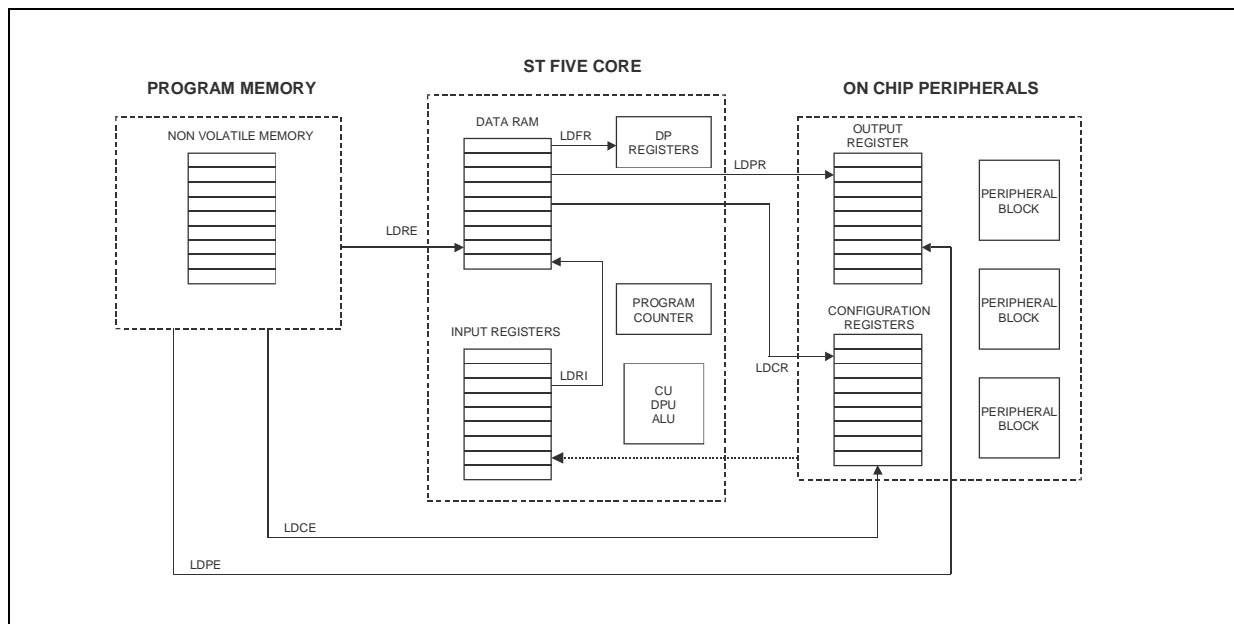 ST FIVE CORE
PROGRAM MEMORY
ON CHIP PERIPHERALS
NON VOLATILE MEMORY
DATA RAM
LDFR
DP
REGISTERS
OUTPUT
REGISTER
LDPR
PERIPHERAL
BLOCK
LDRE
PROGRAM
COUNTER
PERIPHERAL
BLOCK
CONFIGURATION
REGISTERS
INPUT REGISTERS
LDRI
LDCR
CU
DPU
ALU
PERIPHERAL
BLOCK
LDCE
LDPE